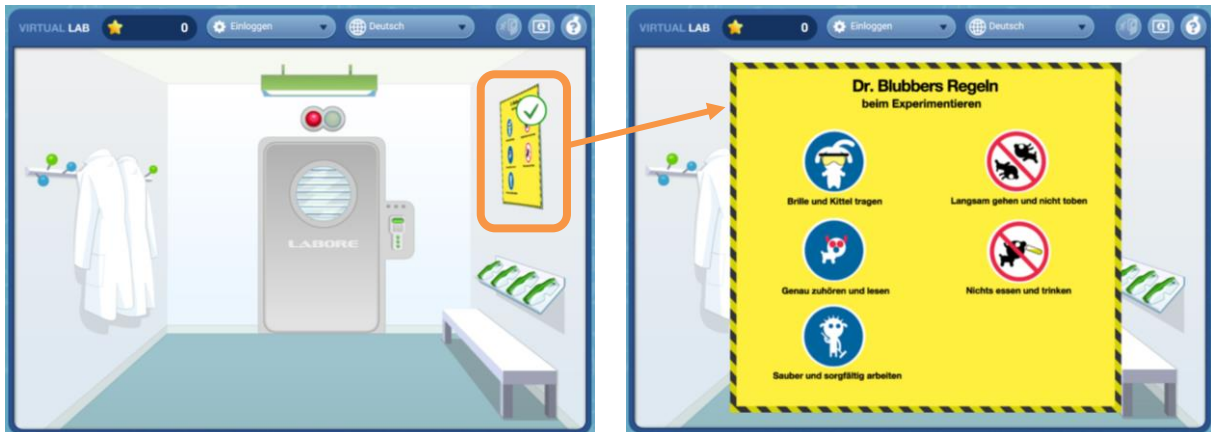 VIRTUAL LAB 0 Einloggen Deutsch ?
LABORE
VIRTUAL LAB 0 Einloggen Deutsch ?
Dr. Blubbers Regeln
beim Experimentieren
Brille und Kittel tragen
Langsam gehen und nicht toben
Genau zuhören und lesen
Nichts essen und trinken
Sauber und sorgfältig arbeiten